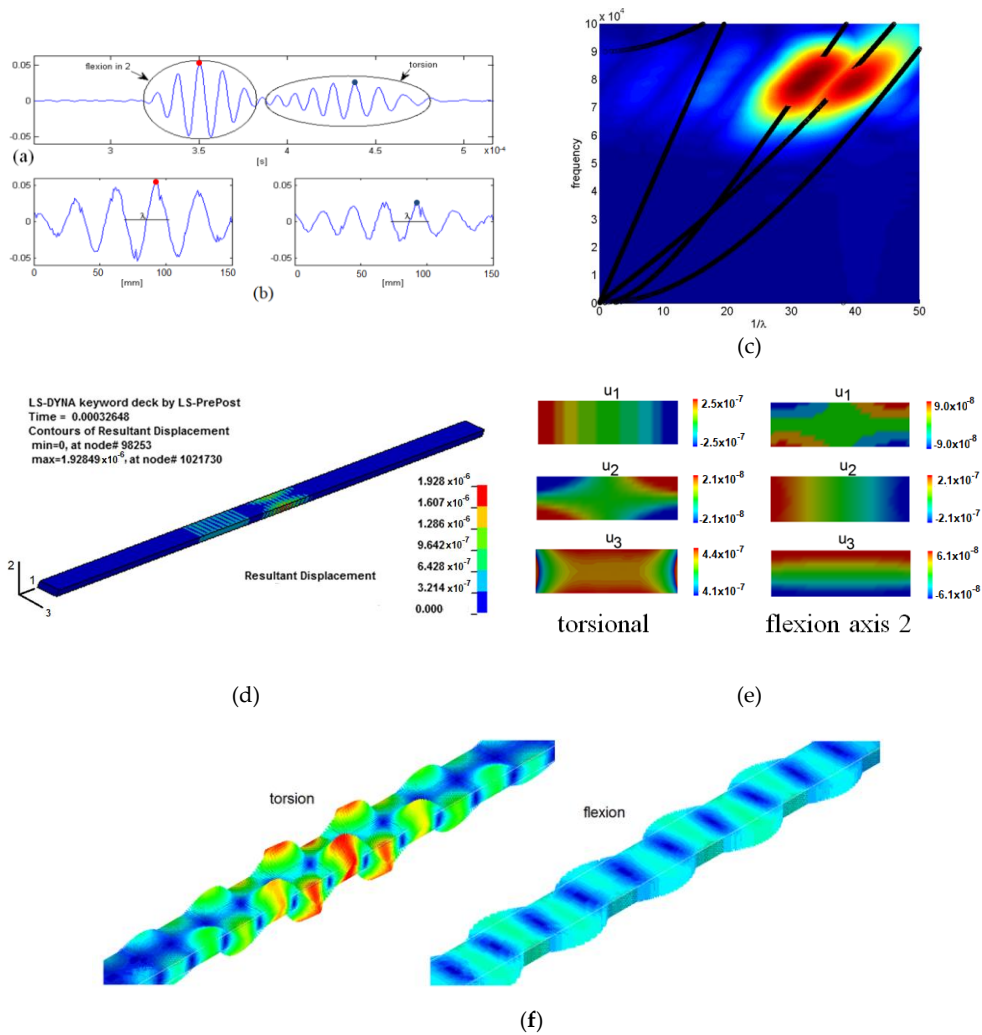 flexion in 2
torsion
0.05
0
-0.05
3
3.5
4
4.5
5
x10⁻⁴
[s]
(a)
0.05
0
-0.05
λ
0
50
100
150
[mm]
λ
0
50
100
150
[mm]
(b)
x 10⁴
10
9
8
7
6
5
4
3
2
1
0
frequency
0
10
20
30
40
50
1/λ
(c)
LS-DYNA keyword deck by LS-PrePost
Time = 0.00032648
Contours of Resultant Displacement
min=0, at node# 98253
max=1.92849 x10⁻⁶, at node# 1021730
1.928 x10⁻⁶
1.607 x10⁻⁶
1.286 x10⁻⁶
9.642x10⁻⁷
6.428 x10⁻⁷
3.214 x10⁻⁷
0.000
Resultant Displacement
2
1
3
(d)
u₁
2.5x10⁻⁷
-2.5x10⁻⁷
u₂
2.1x10⁻⁸
-2.1x10⁻⁸
u₃
4.4x10⁻⁷
4.1x10⁻⁷
torsional
u₁
9.0x10⁻⁸
-9.0x10⁻⁸
u₂
2.1x10⁻⁷
-2.1x10⁻⁷
u₃
6.1x10⁻⁸
-6.1x10⁻⁸
flexion axis 2
(e)
torsion
flexion
(f)